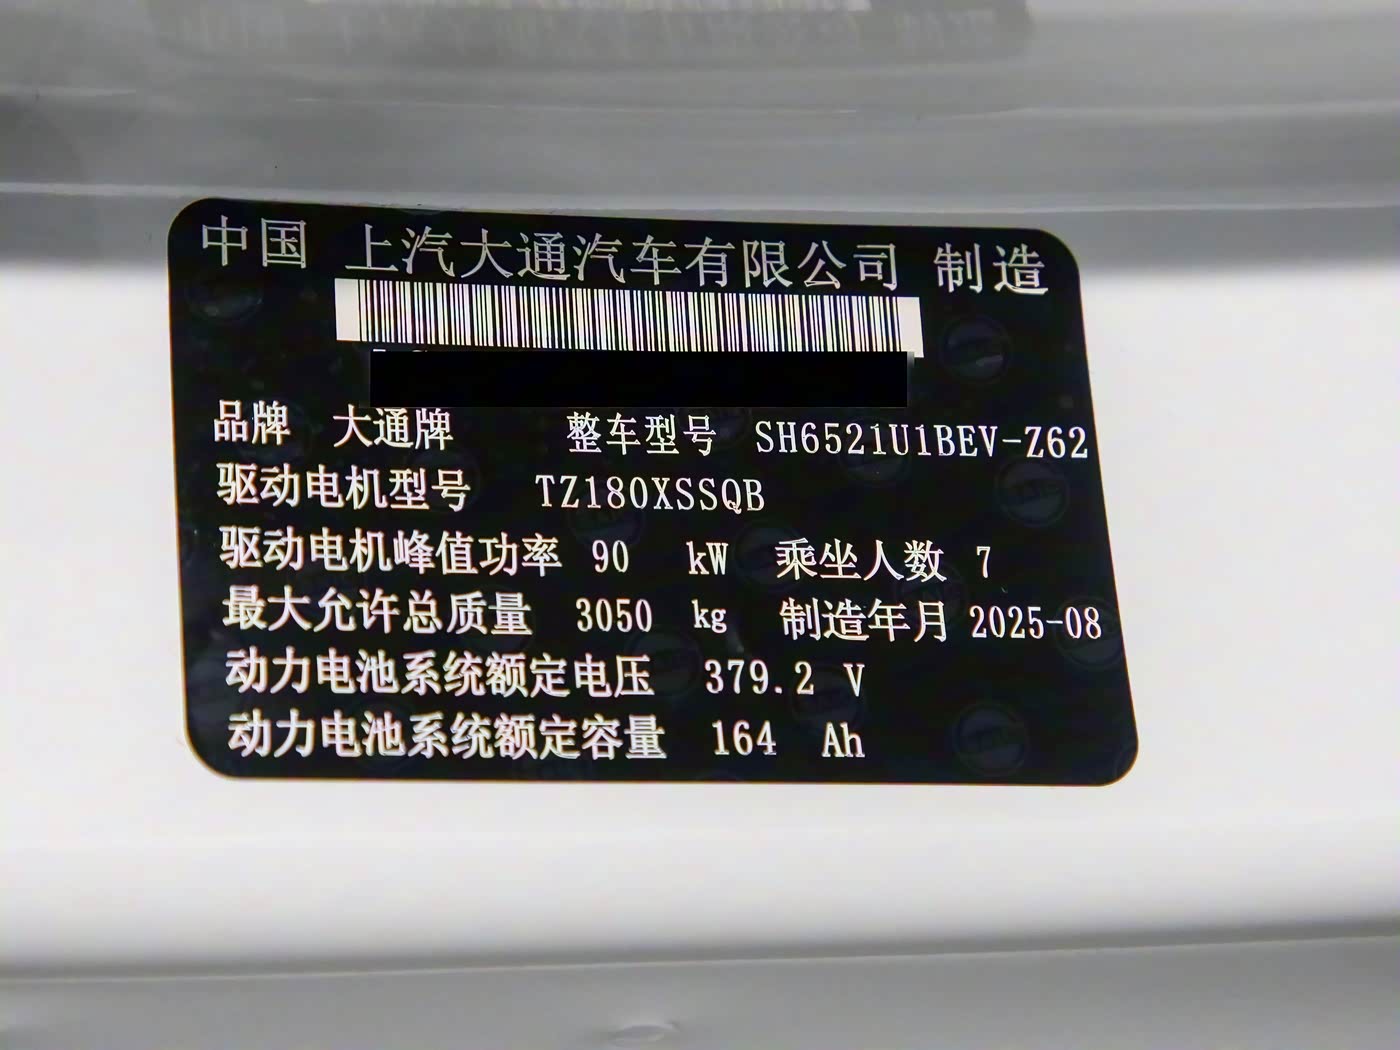 中国 上汽大通汽车有限公司 制造
品牌 大通牌 整车型号 SH6521U1BEV-Z62
驱动电机型号 TZ180XSSQB
驱动电机峰值功率 90 kW 乘坐人数 7
最大允许总质量 3050 kg 制造年月 2025-08
动力电池系统额定电压 379.2 V
动力电池系统额定容量 164 Ah